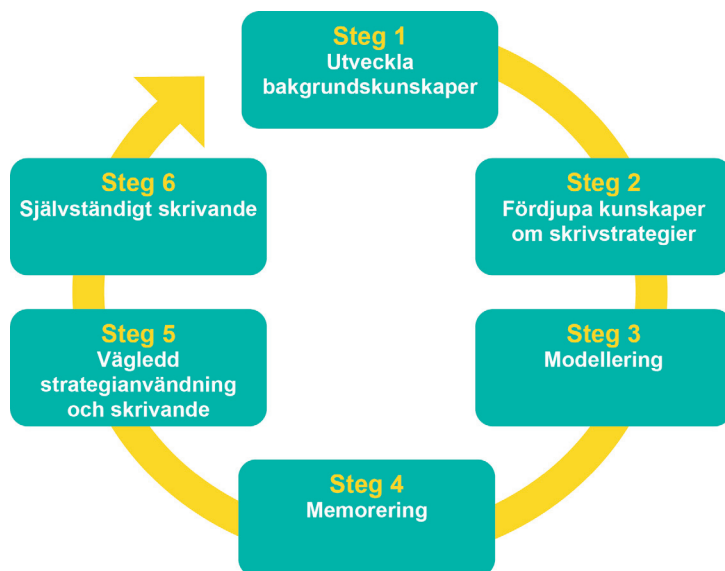 Steg 1
Utveckla
bakgrundskunskaper
Steg 2
Fördjupa kunskaper
om skrivstrategier
Steg 3
Modellering
Steg 4
Memorering
Steg 5
Vägledd
strategianvändning
och skrivande
Steg 6
Självständigt skrivande